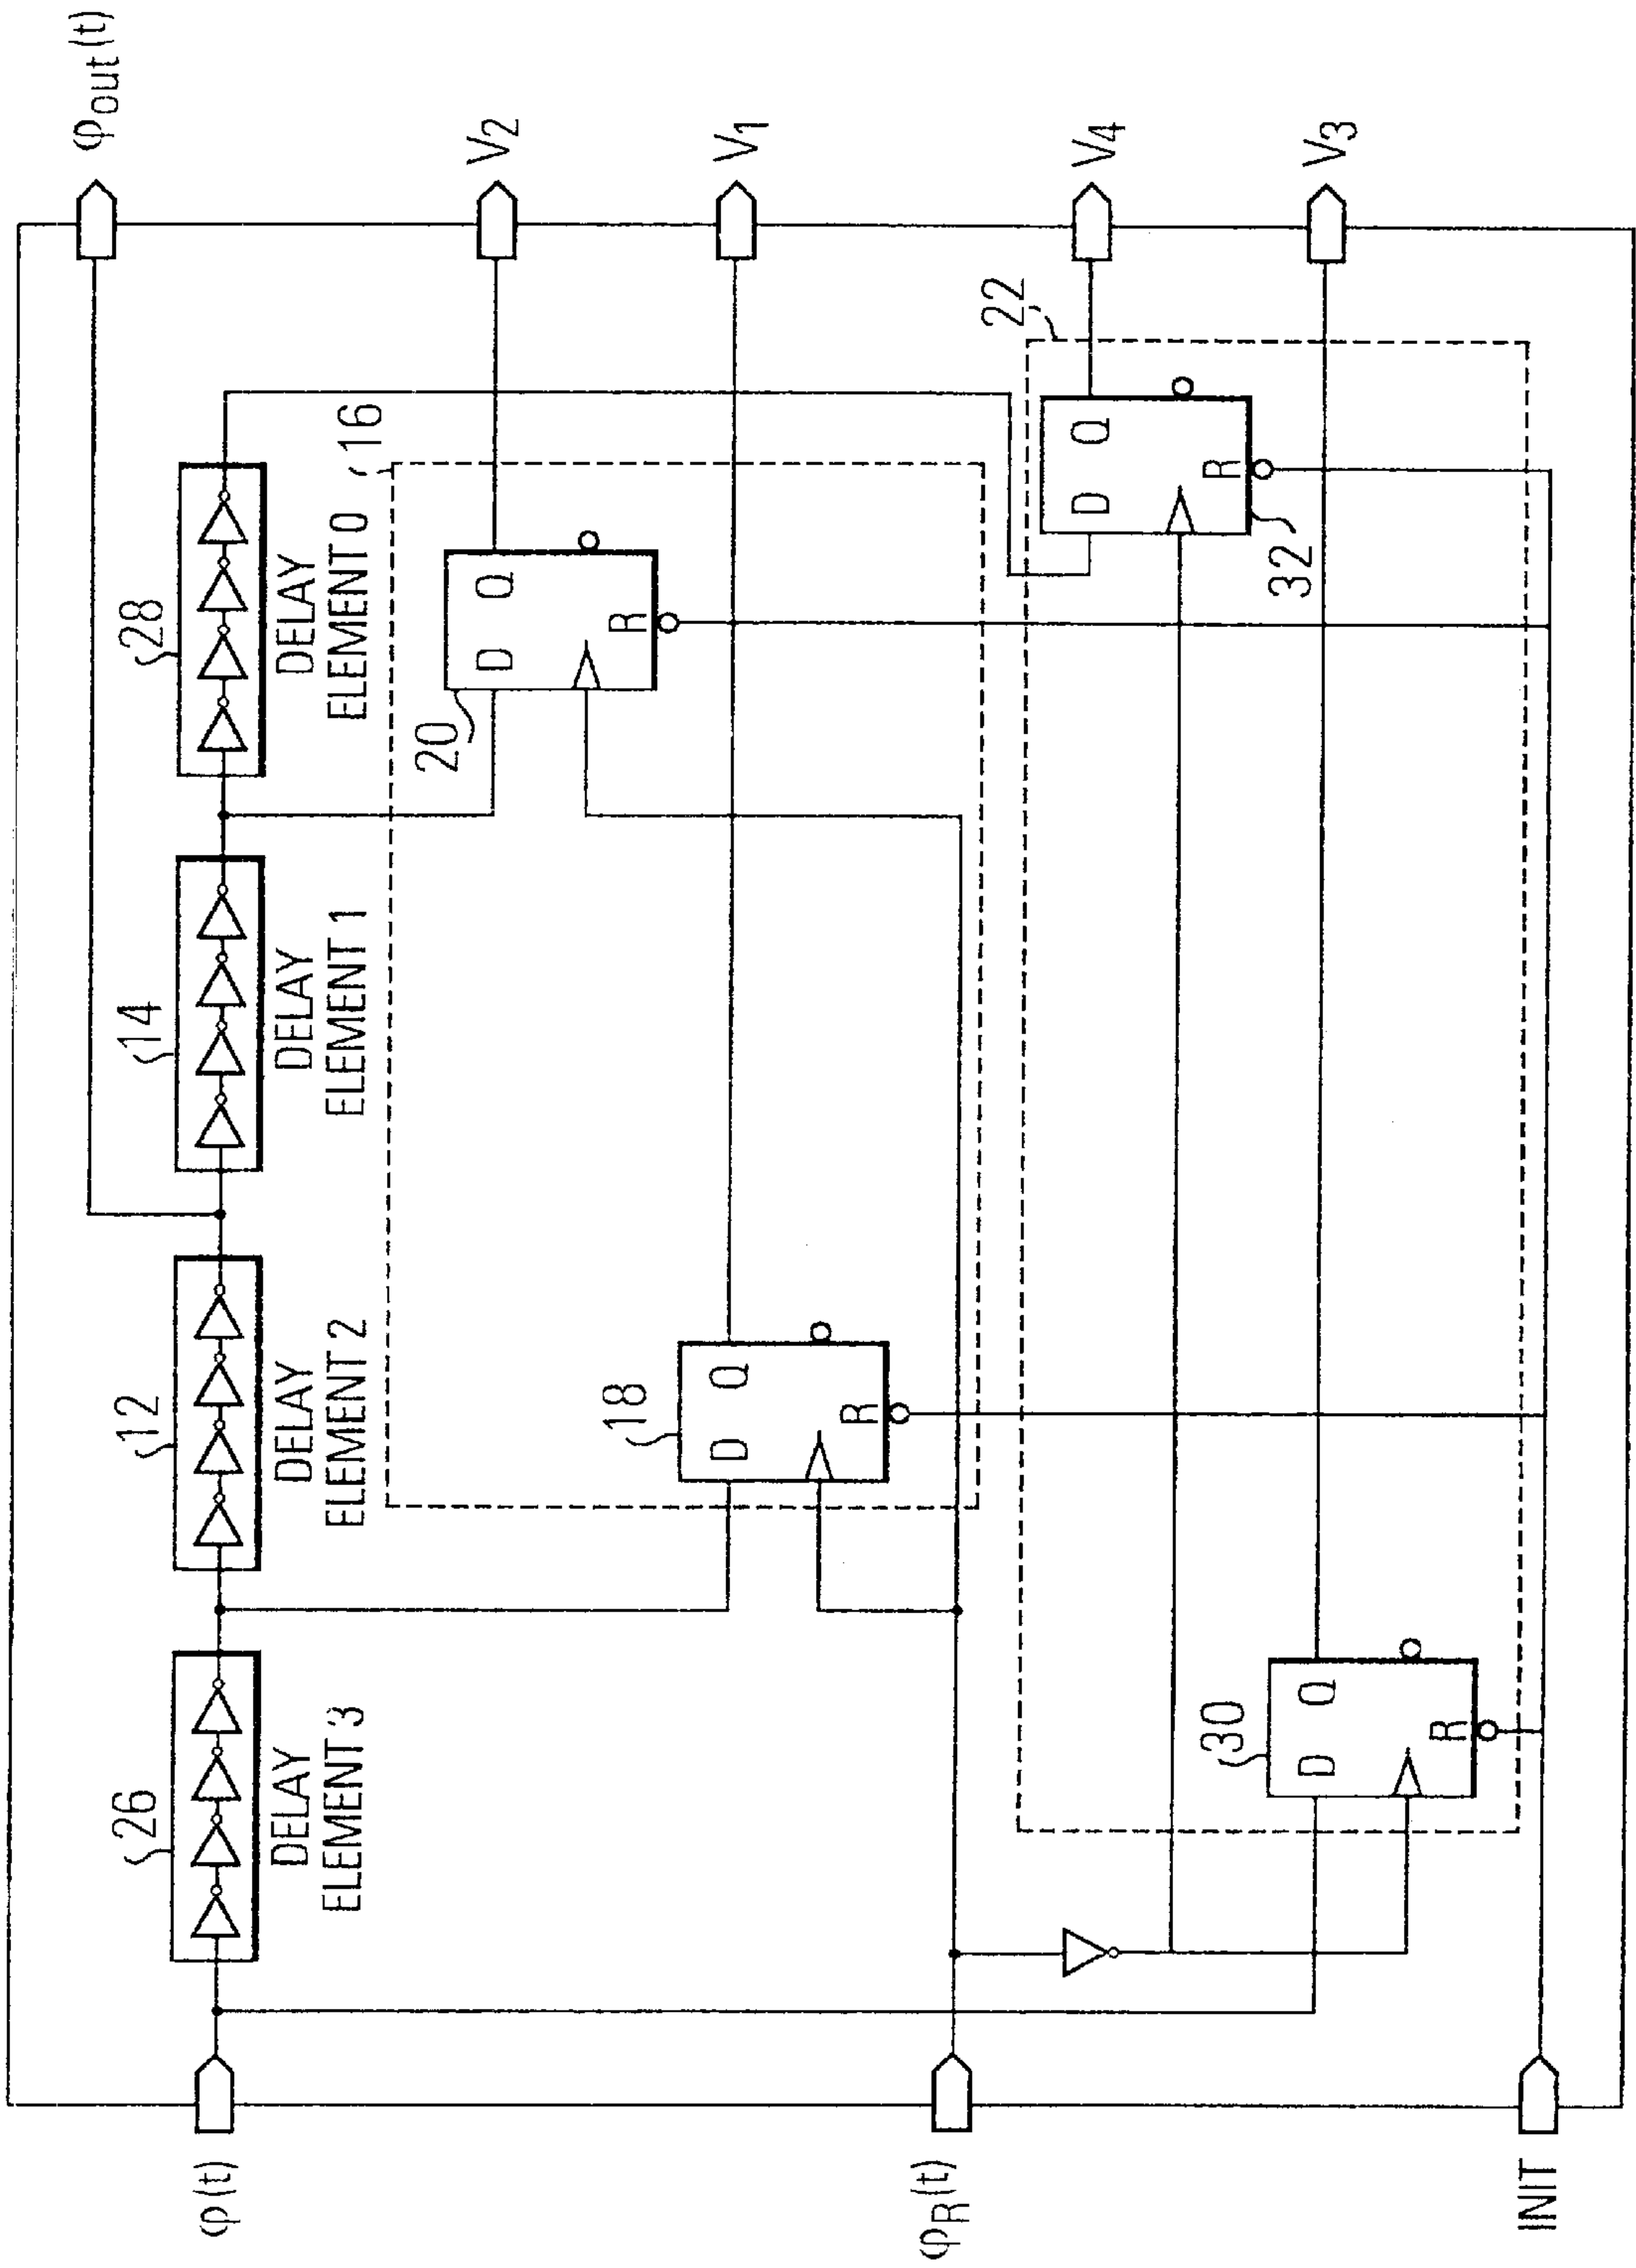 φ(t)
φR(t)
INIT
26
DELAY
ELEMENT 3
12
DELAY
ELEMENT 2
14
DELAY
ELEMENT 1
28
DELAY
ELEMENT 0
16
18
D Q
R
20
D Q
R
22
30
D Q
R
32
D Q
R
φout(t)
V2
V1
V4
V3